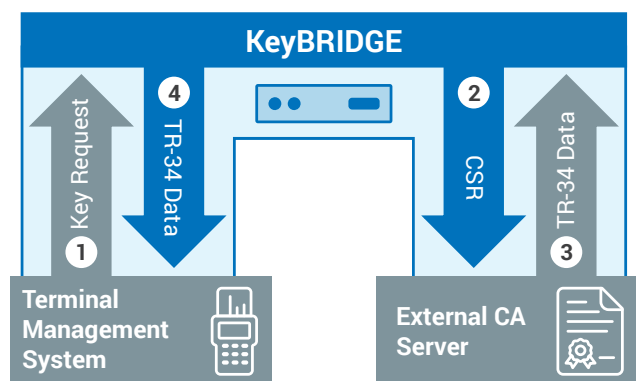 KeyBRIDGE
1
Key Request
4
TR-34 Data
2
CSR
3
TR-34 Data
Terminal
Management
System
External CA
Server